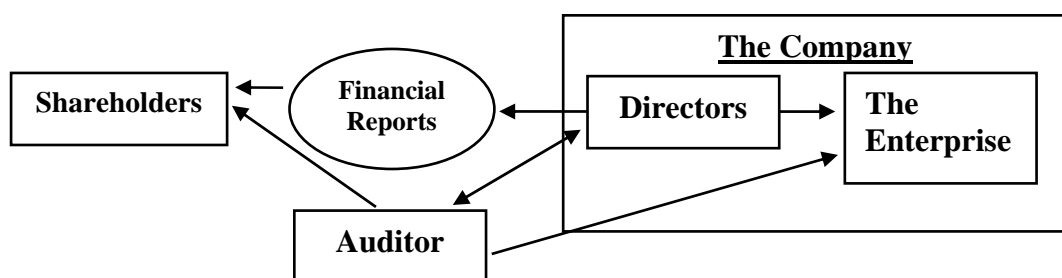 The Company
Shareholders
Financial
Reports
Directors
The
Enterprise
Auditor